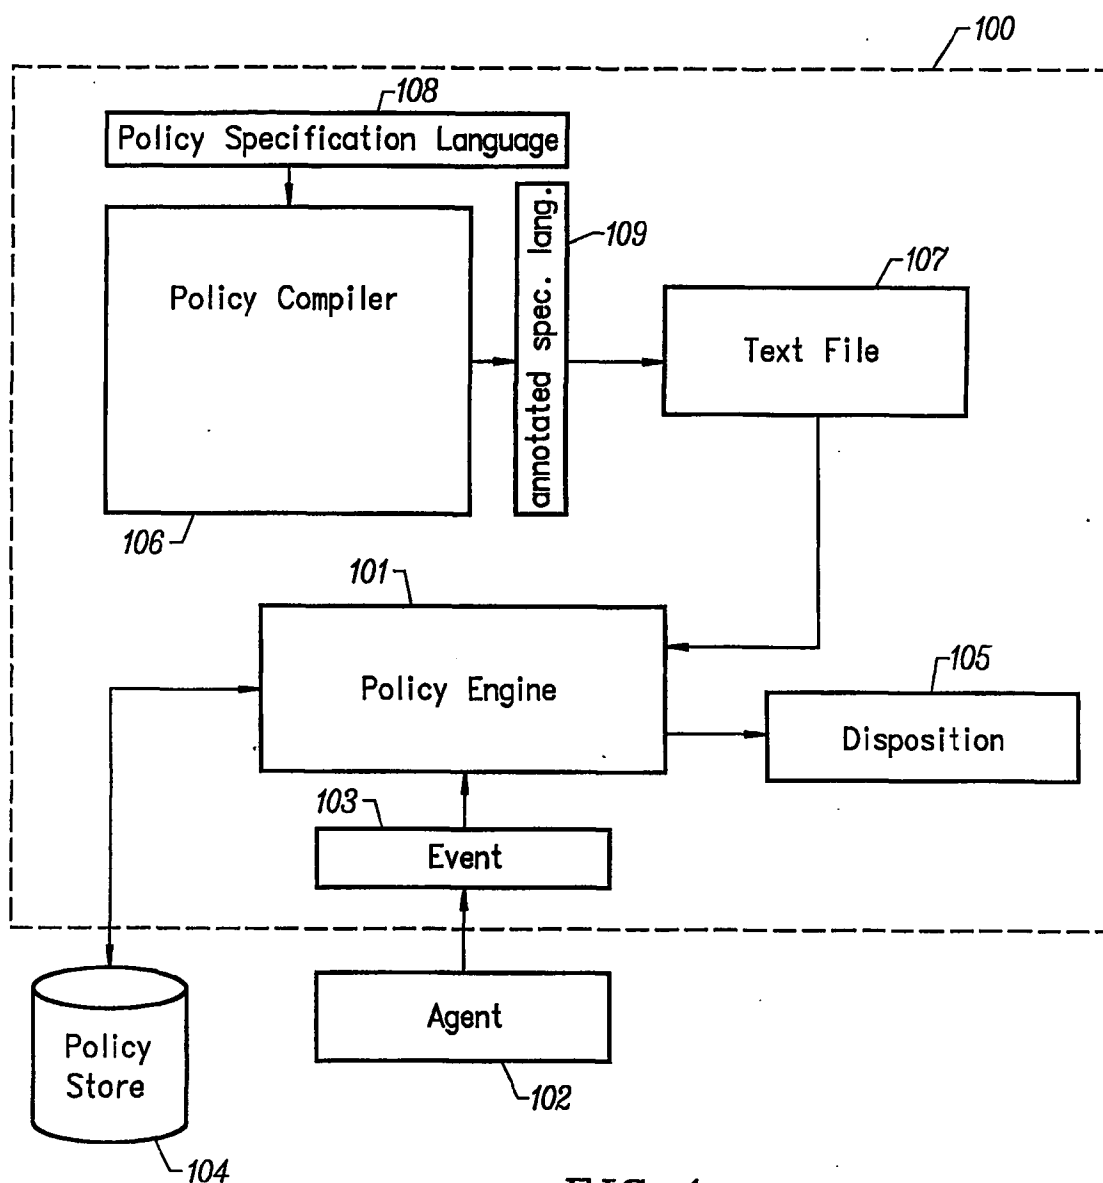 100
108
Policy Specification Language
Policy Compiler
annotated spec. lang.
109
107
Text File
106
101
Policy Engine
105
Disposition
103
Event
Agent
102
Policy
Store
104